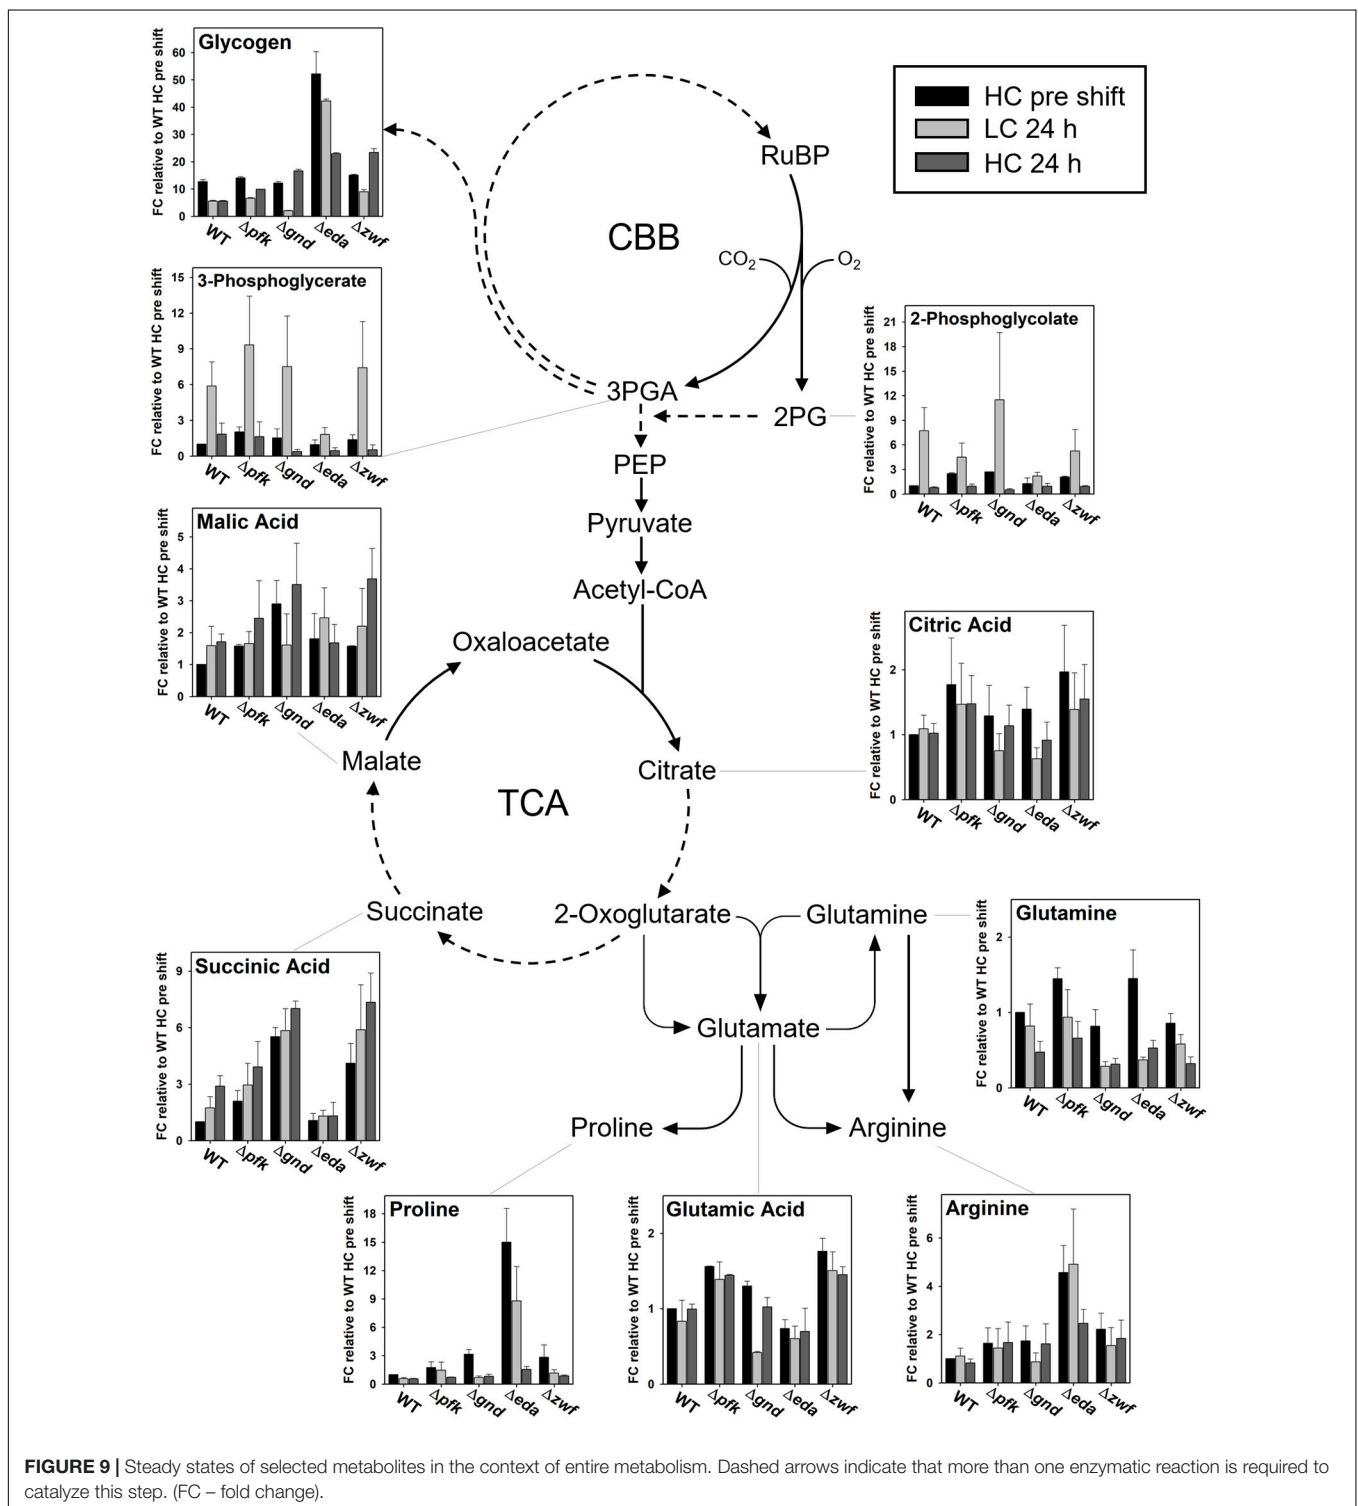 Glycogen
FC relative to WT HC pre shift
60
50
40
30
20
10
0
WT Δpfk Δgnd Δeda Δzwf
HC pre shift
LC 24 h
HC 24 h
RuBP
CBB
CO2
O2
3-Phosphoglycerate
FC relative to WT HC pre shift
15
12
9
6
3
0
WT Δpfk Δgnd Δeda Δzwf
2-Phosphoglycolate
FC relative to WT HC pre shift
21
18
15
12
9
6
3
0
WT Δpfk Δgnd Δeda Δzwf
3PGA
2PG
PEP
Pyruvate
Acetyl-CoA
Malic Acid
FC relative to WT HC pre shift
5
4
3
2
1
0
WT Δpfk Δgnd Δeda Δzwf
Oxaloacetate
Citric Acid
FC relative to WT HC pre shift
2
1
0
WT Δpfk Δgnd Δeda Δzwf
Malate
Citrate
TCA
Succinate
2-Oxoglutarate
Glutamine
Glutamine
FC relative to WT HC pre shift
2
1
0
WT Δpfk Δgnd Δeda Δzwf
Succinic Acid
FC relative to WT HC pre shift
9
6
3
0
WT Δpfk Δgnd Δeda Δzwf
Glutamate
Proline
Arginine
Proline
FC relative to WT HC pre shift
18
15
12
9
6
3
0
WT Δpfk Δgnd Δeda Δzwf
Glutamic Acid
FC relative to WT HC pre shift
2
1
0
WT Δpfk Δgnd Δeda Δzwf
Arginine
FC relative to WT HC pre shift
6
4
2
0
WT Δpfk Δgnd Δeda Δzwf
FIGURE 9 | Steady states of selected metabolites in the context of entire metabolism. Dashed arrows indicate that more than one enzymatic reaction is required to
catalyze this step. (FC – fold change).